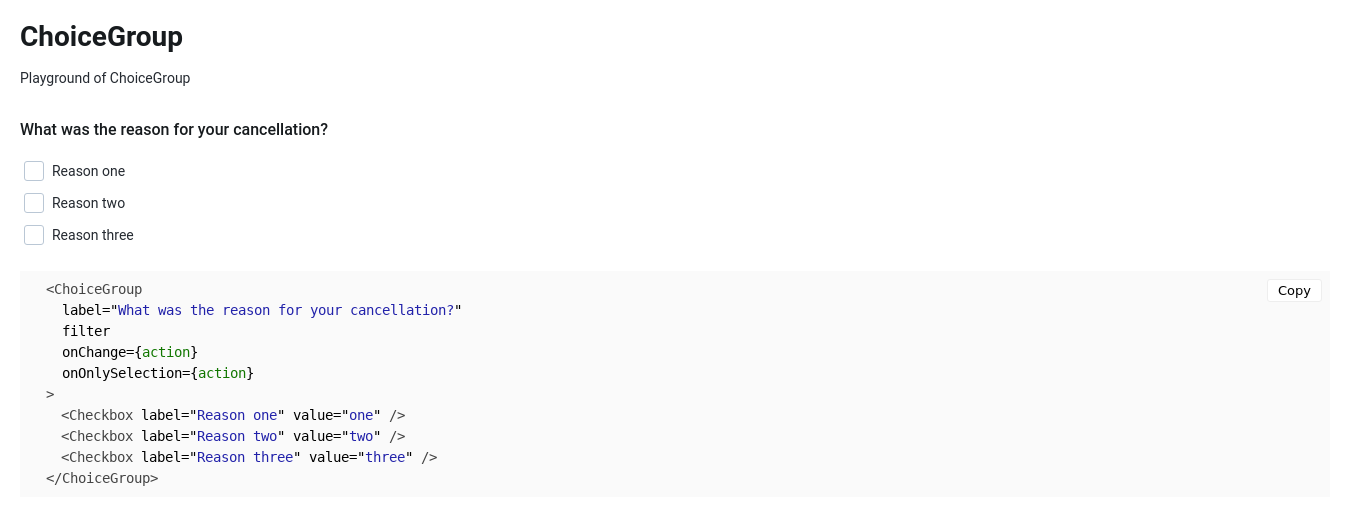 ChoiceGroup
Playground of ChoiceGroup
What was the reason for your cancellation?
Reason one
Reason two
Reason three
Copy
<ChoiceGroup
  label="What was the reason for your cancellation?"
  filter
  onChange={action}
  onOnlySelection={action}
>
  <Checkbox label="Reason one" value="one" />
  <Checkbox label="Reason two" value="two" />
  <Checkbox label="Reason three" value="three" />
</ChoiceGroup>